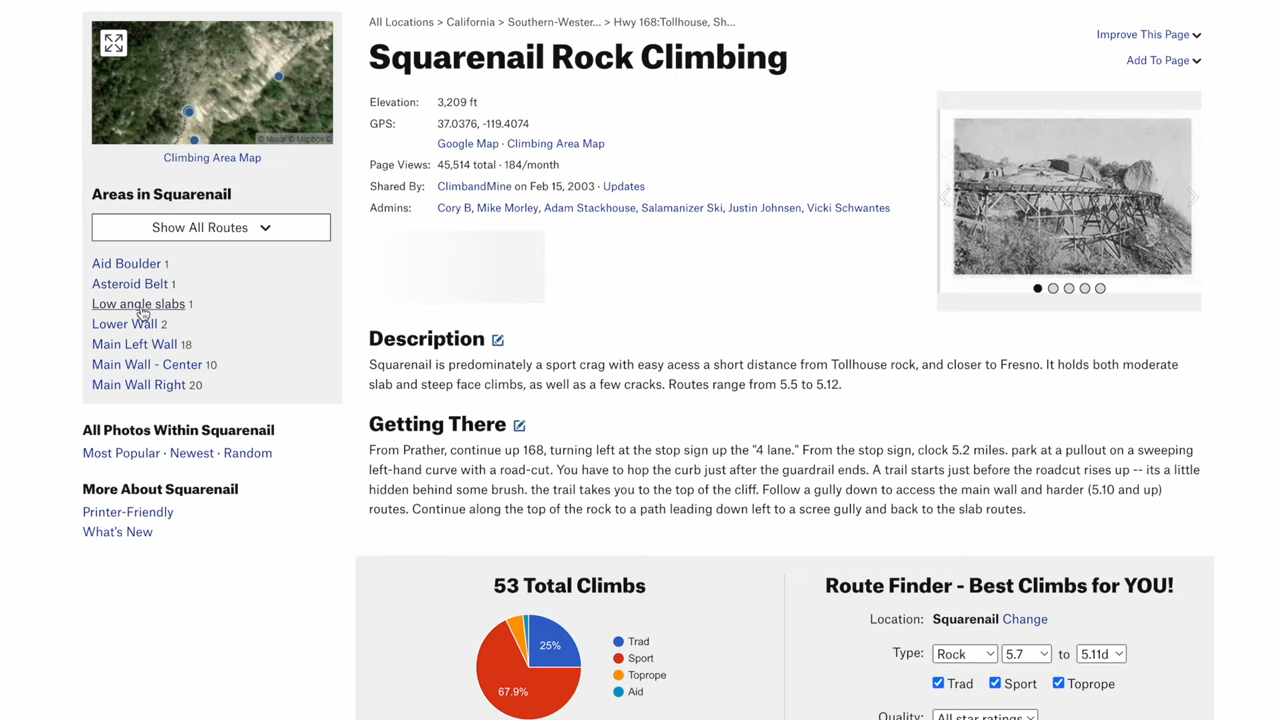 All Locations > California > Southern-Wester... > Hwy 168:Tollhouse, Sh...
Improve This Page
Squarenail Rock Climbing
Add To Page
© Maxar © Mapbox ©
Climbing Area Map
Elevation: 3,209 ft
GPS: 37.0376, -119.4074
Google Map · Climbing Area Map
Page Views: 45,514 total · 184/month
Shared By: ClimbandMine on Feb 15, 2003 · Updates
Admins: Cory B, Mike Morley, Adam Stackhouse, Salamanizer Ski, Justin Johnsen, Vicki Schwantes
Areas in Squarenail
Show All Routes
Aid Boulder 1
Asteroid Belt 1
Low angle slabs 1
Lower Wall 2
Main Left Wall 18
Main Wall - Center 10
Main Wall Right 20
All Photos Within Squarenail
Most Popular · Newest · Random
More About Squarenail
Printer-Friendly
What's New
Description
Squarenail is predominately a sport crag with easy acess a short distance from Tollhouse rock, and closer to Fresno. It holds both moderate
slab and steep face climbs, as well as a few cracks. Routes range from 5.5 to 5.12.
Getting There
From Prather, continue up 168, turning left at the stop sign up the "4 lane." From the stop sign, clock 5.2 miles. park at a pullout on a sweeping
left-hand curve with a road-cut. You have to hop the curb just after the guardrail ends. A trail starts just before the roadcut rises up -- its a little
hidden behind some brush. the trail takes you to the top of the cliff. Follow a gully down to access the main wall and harder (5.10 and up)
routes. Continue along the top of the rock to a path leading down left to a scree gully and back to the slab routes.
53 Total Climbs
25%
67.9%
Trad
Sport
Toprope
Aid
Route Finder - Best Climbs for YOU!
Location: Squarenail Change
Type: Rock 5.7 to 5.11d
Trad Sport Toprope
Quality: All star ratings